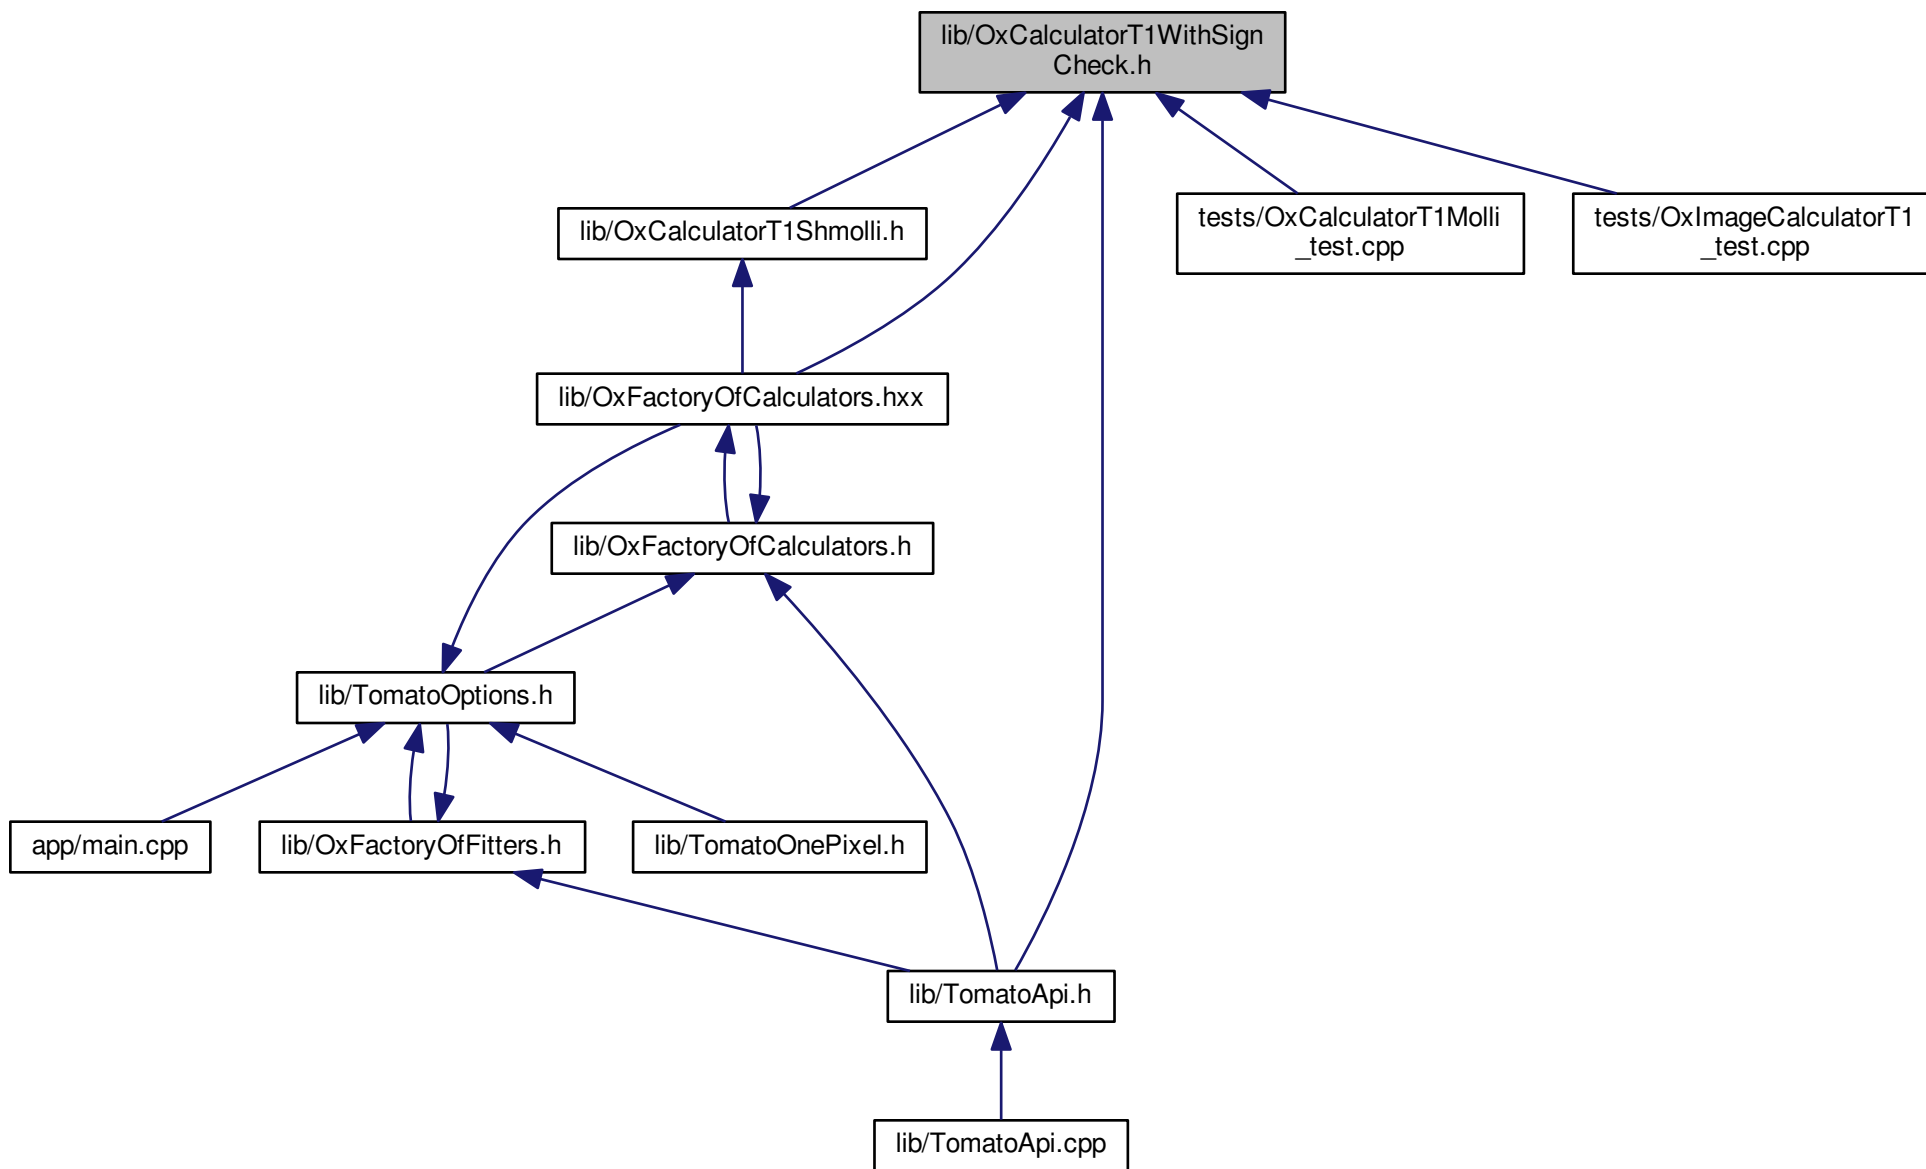 lib/OxCalculatorT1WithSign
Check.h
lib/OxCalculatorT1Shmolli.h
tests/OxCalculatorT1Molli
_test.cpp
tests/OxImageCalculatorT1
_test.cpp
lib/OxFactoryOfCalculators.hxx
lib/OxFactoryOfCalculators.h
lib/TomatoOptions.h
app/main.cpp
lib/OxFactoryOfFitters.h
lib/TomatoOnePixel.h
lib/TomatoApi.h
lib/TomatoApi.cpp